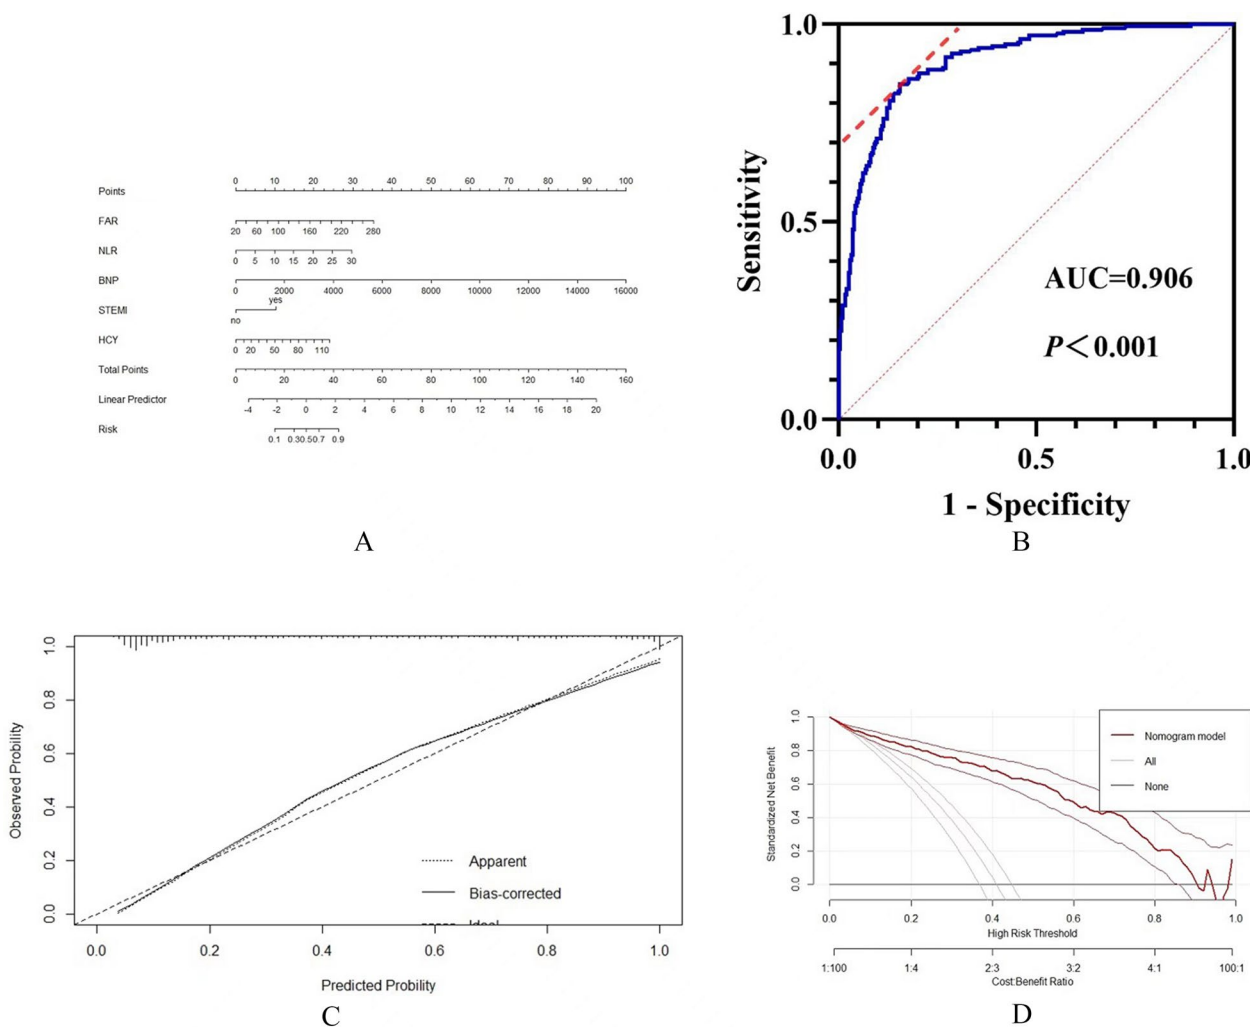 Points 0 10 20 30 40 50 60 70 80 90 100
FAR
20 60 100 160 220 280
NLR
0 5 10 15 20 25 30
BNP
0 2000 4000 6000 8000 10000 12000 14000 16000
yes
STEMI
no
HCY
0 20 50 80 110
Total Points
0 20 40 60 80 100 120 140 160
Linear Predictor
-4 -2 0 2 4 6 8 10 12 14 16 18 20
Risk
0.1 0.30.50.7 0.9
A
Sensitivity
1.0
0.5
0.0
AUC=0.906
P<0.001
0.0 0.5 1.0
1 - Specificity
B
Observed Probility
1.0
0.8
0.6
0.4
0.2
0.0
Apparent
Bias-corrected
Ideal
0.0 0.2 0.4 0.6 0.8 1.0
Predicted Probility
C
Standardized Net Benefit
1.0
0.8
0.6
0.4
0.2
0.0
Nomogram model
All
None
0.0 0.2 0.4 0.6 0.8 1.0
High Risk Threshold
1:100 1:4 2:3 3:2 4:1 100:1
Cost:Benefit Ratio
D